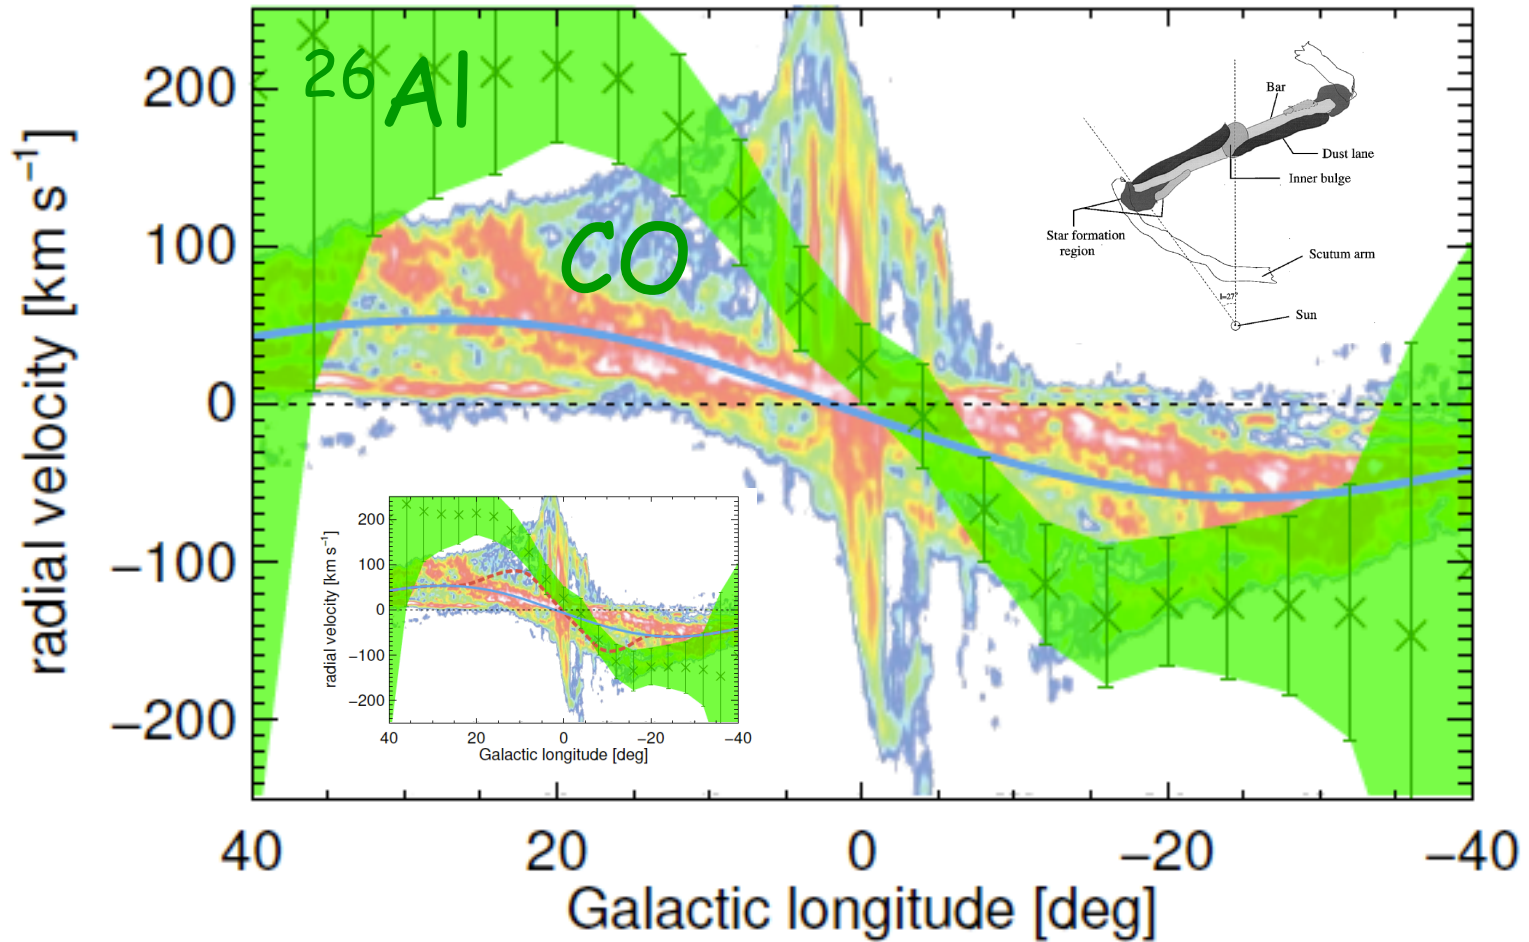 radial velocity [km s⁻¹]
200
100
0
−100
−200
²⁶Al
CO
Bar
Dust lane
Inner bulge
Star formation
region
Scutum arm
l=27°
Sun
radial velocity [km s⁻¹]
200
100
0
−100
−200
40 20 0 −20 −40
Galactic longitude [deg]
40 20 0 −20 −40
Galactic longitude [deg]